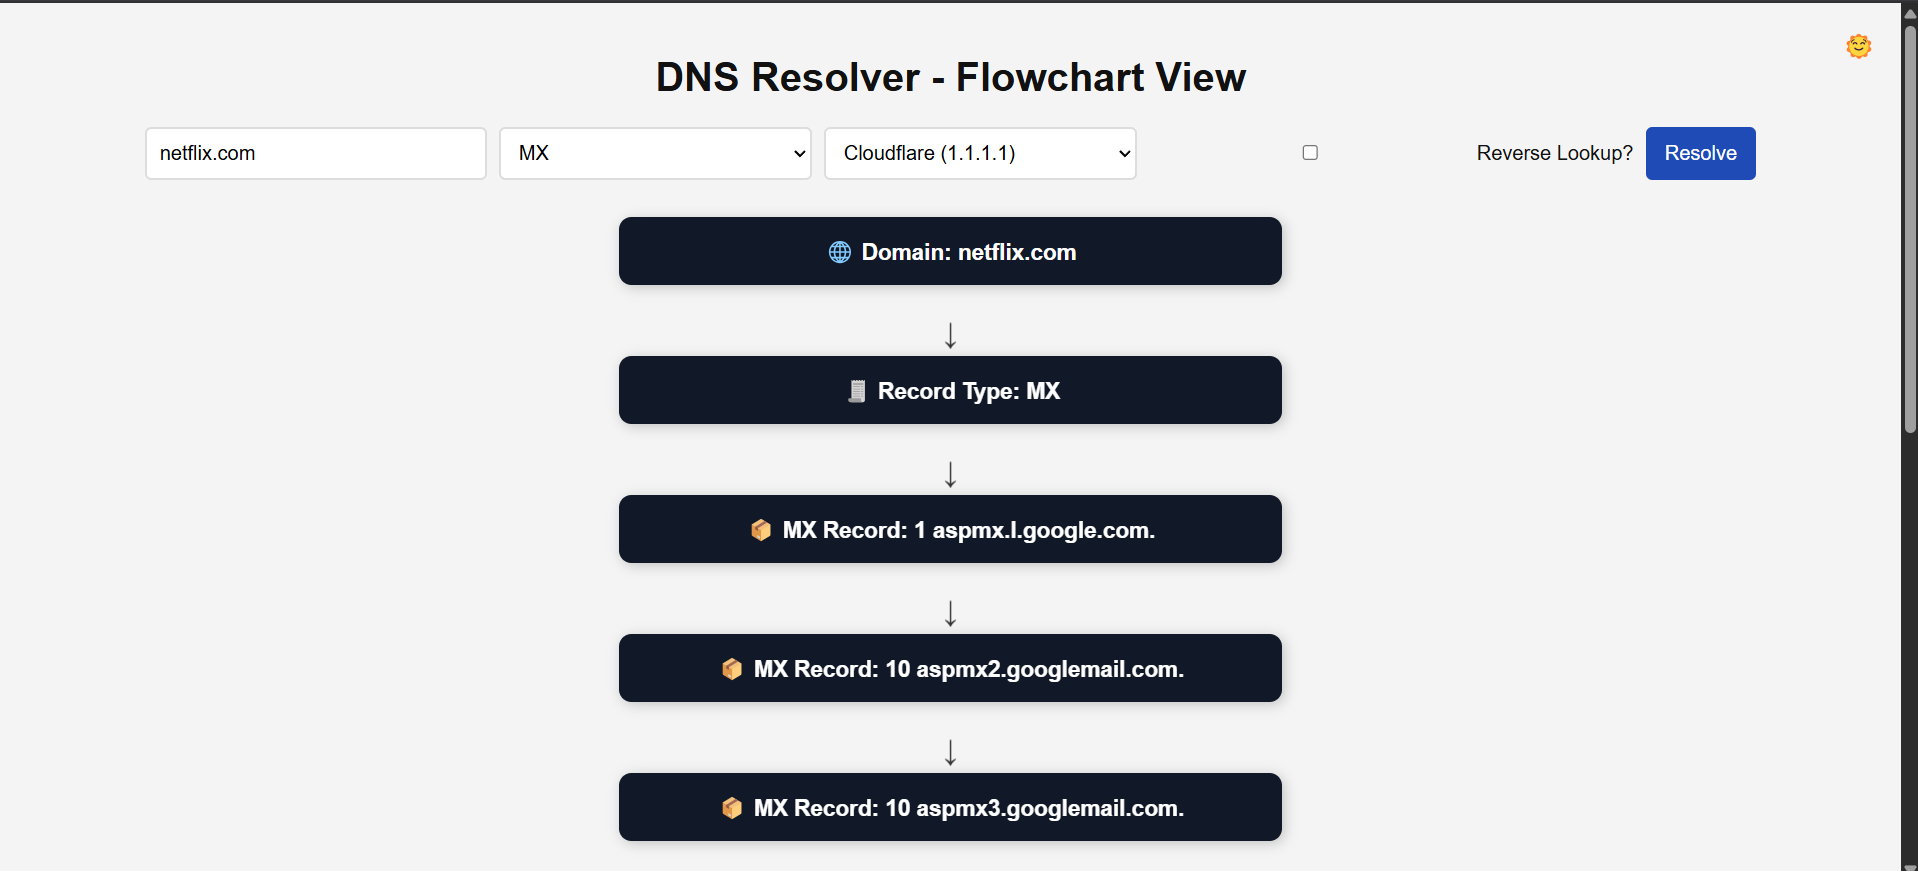 DNS Resolver - Flowchart View
netflix.com MX Cloudflare (1.1.1.1) Reverse Lookup? Resolve
Domain: netflix.com
Record Type: MX
MX Record: 1 aspmx.l.google.com.
MX Record: 10 aspmx2.googlemail.com.
MX Record: 10 aspmx3.googlemail.com.